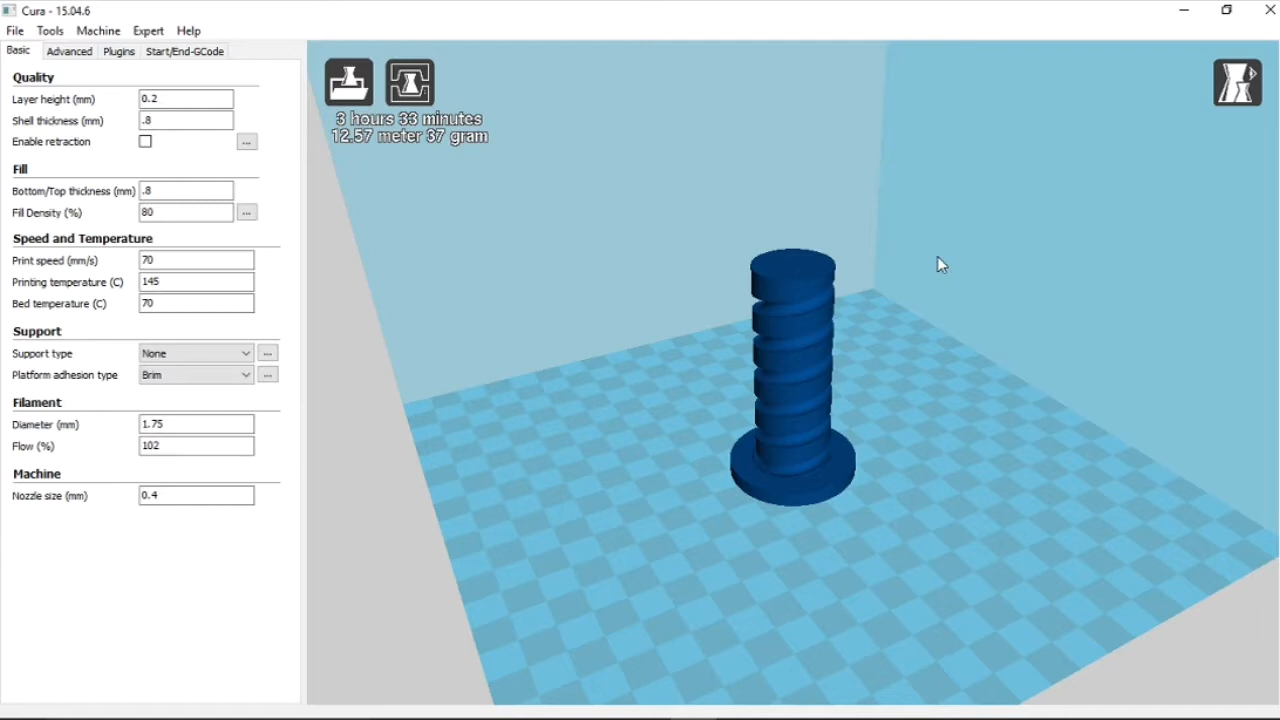 Cura - 15.04.6
File Tools Machine Expert Help
Basic Advanced Plugins Start/End-GCode
Quality
Layer height (mm) 0.2
Shell thickness (mm) .8
Enable retraction ...
Fill
Bottom/Top thickness (mm) .8
Fill Density (%) 80 ...
Speed and Temperature
Print speed (mm/s) 70
Printing temperature (C) 145
Bed temperature (C) 70
Support
Support type None ...
Platform adhesion type Brim ...
Filament
Diameter (mm) 1.75
Flow (%) 102
Machine
Nozzle size (mm) 0.4
3 hours 33 minutes
12.57 meter 37 gram